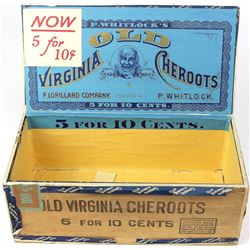 NOW
5 for
10¢
P. WHITLOCK'S
OLD
VIRGINIA CHEROOTS
TRADE MARK
P. LORILLARD COMPANY. P. WHITLOCK.
5 FOR 10 CENTS
5 FOR 10 CENTS.
OLD VIRGINIA CHEROOTS
5 FOR 10 CENTS